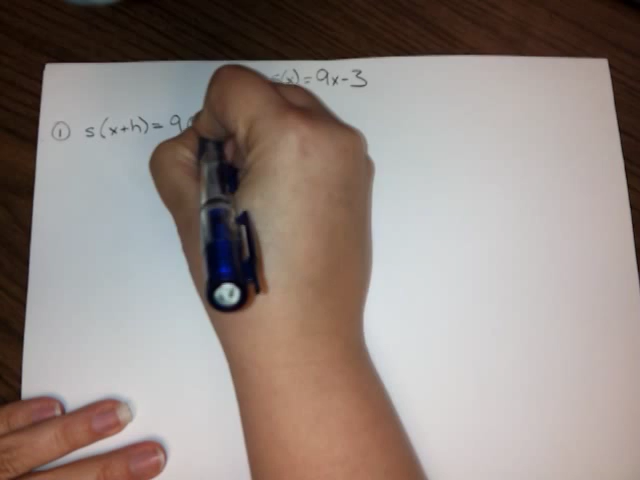 (x) = 9x-3
① s(x+h) = 9